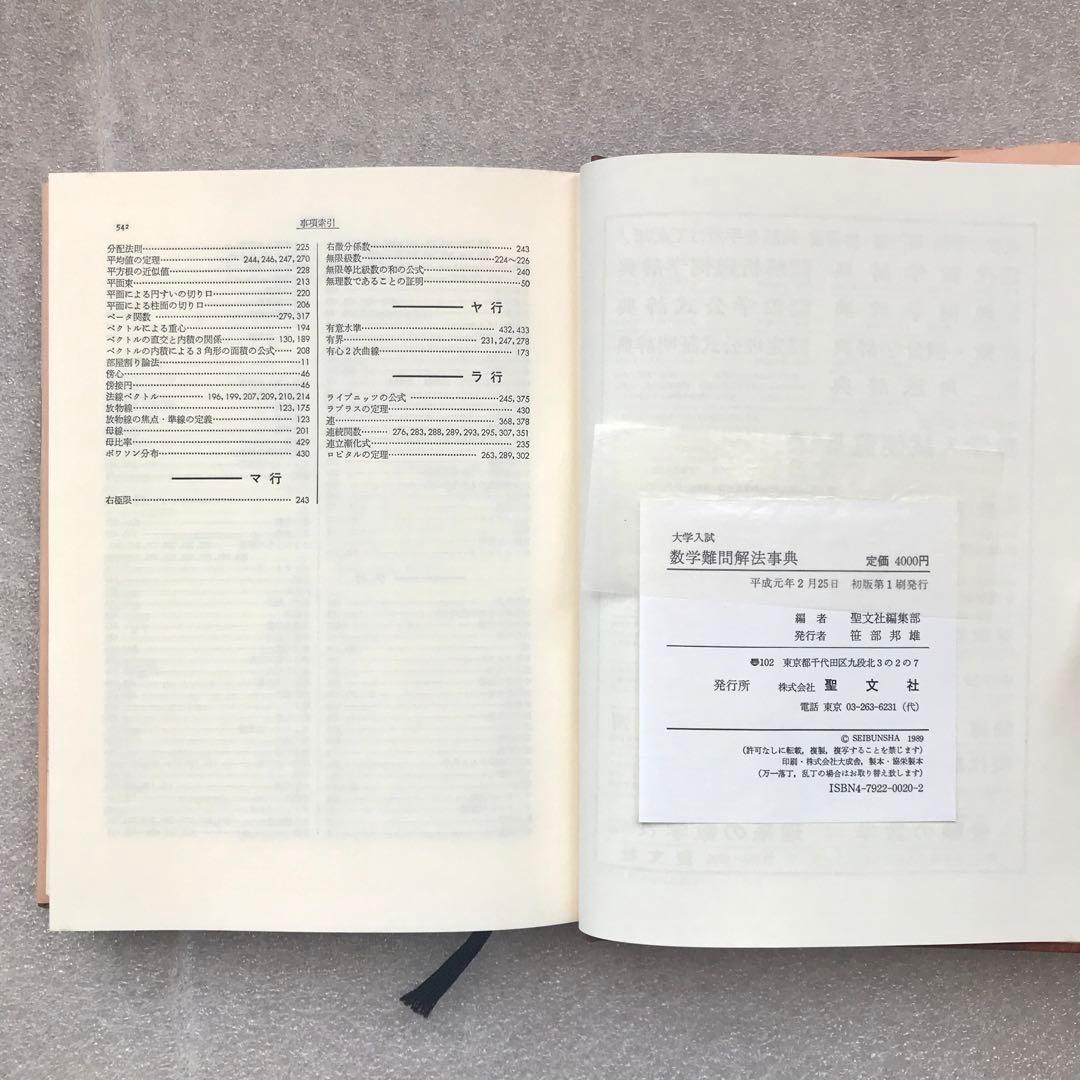 542
事項索引
分配法則 225
平均値の定理 244,246,247,270
平方根の近似値 228
平面束 213
平面による円すいの切り口 220
平面による柱面の切り口 206
ベータ関数 279,317
ベクトルによる重心 194
ベクトルの直交と内積の関係 130,189
ベクトルの内積による3角形の面積の公式 208
部屋割り論法 11
傍心 46
傍接円 46
法線ベクトル 196,199,207,209,210,214
放物線 123,175
放物線の焦点・準線の定義 123
母線 201
母比率 429
ポワソン分布 430
マ行
右極限 243
右微分係数 243
無限級数 224~226
無限等比級数の和の公式 240
無理数であることの証明 50
ヤ行
有意水準 432,433
有界 231,247,278
有心2次曲線 173
ラ行
ライプニッツの公式 245,375
ラプラスの定理 430
連 368,378
連続関数 276,283,288,289,293,295,307,351
連立漸化式 235
ロピタルの定理 263,289,302
大学入試
数学難問解法事典 定価 4000円
平成元年2月25日 初版第1刷発行
編者 聖文社編集部
発行者 笹部邦雄
〠102 東京都千代田区九段北3の2の7
発行所 株式会社 聖文社
電話 東京 03-263-6231(代)
© SEIBUNSHA 1989
(許可なしに転載,複製,複写することを禁じます)
印刷・株式会社大成舎,製本・協栄製本
(万一落丁,乱丁の場合はお取り替え致します)
ISBN4-7922-0020-2